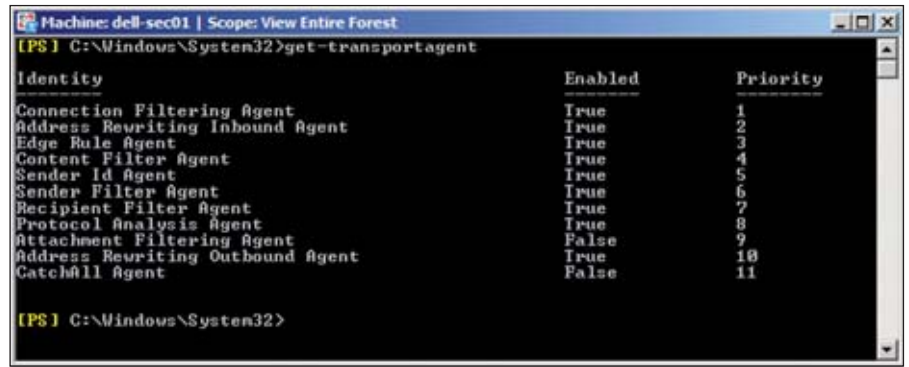 Machine: dell-sec01 | Scope: View Entire Forest
[PS] C:\Windows\System32>get-transportagent
Identity Enabled Priority
-------- ------- --------
Connection Filtering Agent True 1
Address Rewriting Inbound Agent True 2
Edge Rule Agent True 3
Content Filter Agent True 4
Sender Id Agent True 5
Sender Filter Agent True 6
Recipient Filter Agent True 7
Protocol Analysis Agent True 8
Attachment Filtering Agent False 9
Address Rewriting Outbound Agent True 10
CatchAll Agent False 11
[PS] C:\Windows\System32>